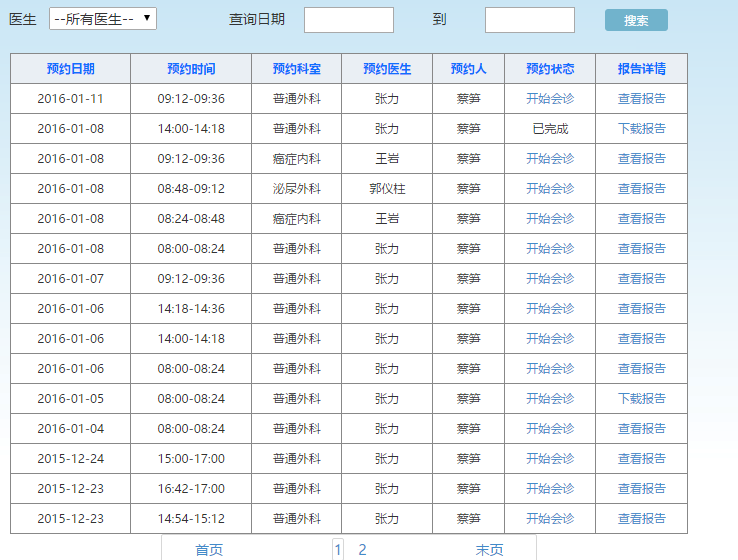 医生 --所有医生-- 查询日期 到 搜索
预约日期 预约时间 预约科室 预约医生 预约人 预约状态 报告详情
2016-01-11 09:12-09:36 普通外科 张力 蔡笋 开始会诊 查看报告
2016-01-08 14:00-14:18 普通外科 张力 蔡笋 已完成 下载报告
2016-01-08 09:12-09:36 癌症内科 王岩 蔡笋 开始会诊 查看报告
2016-01-08 08:48-09:12 泌尿外科 郭仪柱 蔡笋 开始会诊 查看报告
2016-01-08 08:24-08:48 癌症内科 王岩 蔡笋 开始会诊 查看报告
2016-01-08 08:00-08:24 普通外科 张力 蔡笋 开始会诊 查看报告
2016-01-07 09:12-09:36 普通外科 张力 蔡笋 开始会诊 查看报告
2016-01-06 14:18-14:36 普通外科 张力 蔡笋 开始会诊 查看报告
2016-01-06 14:00-14:18 普通外科 张力 蔡笋 开始会诊 查看报告
2016-01-06 08:00-08:24 普通外科 张力 蔡笋 开始会诊 查看报告
2016-01-05 08:00-08:24 普通外科 张力 蔡笋 开始会诊 下载报告
2016-01-04 08:00-08:24 普通外科 张力 蔡笋 开始会诊 查看报告
2015-12-24 15:00-17:00 普通外科 张力 蔡笋 开始会诊 查看报告
2015-12-23 16:42-17:00 普通外科 张力 蔡笋 开始会诊 查看报告
2015-12-23 14:54-15:12 普通外科 张力 蔡笋 开始会诊 查看报告
首页 1 2 末页